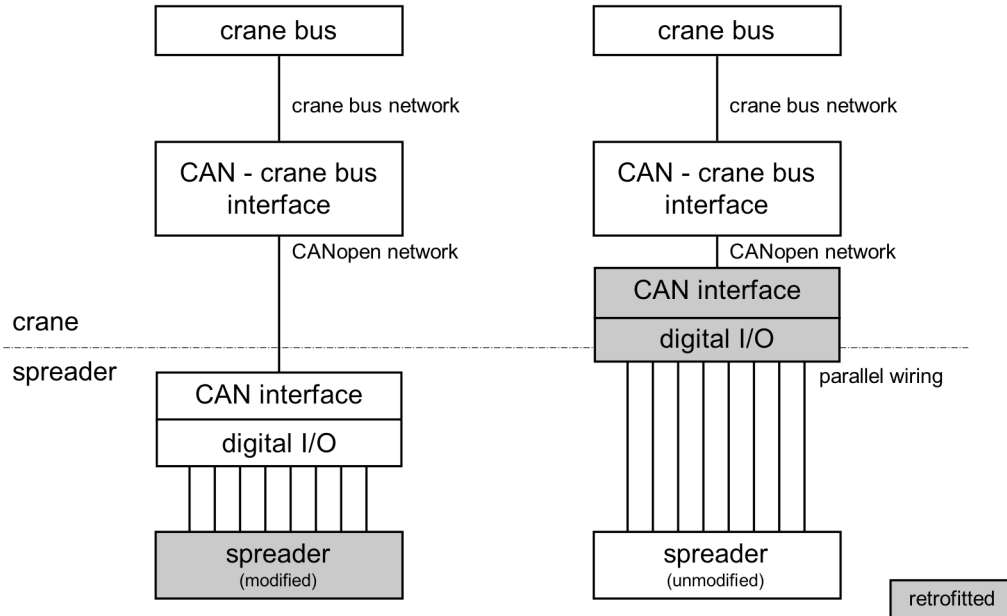 crane bus
crane bus network
CAN - crane bus
interface
CANopen network
crane
spreader
CAN interface
digital I/O
spreader
(modified)
crane bus
crane bus network
CAN - crane bus
interface
CANopen network
CAN interface
digital I/O
parallel wiring
spreader
(unmodified)
retrofitted